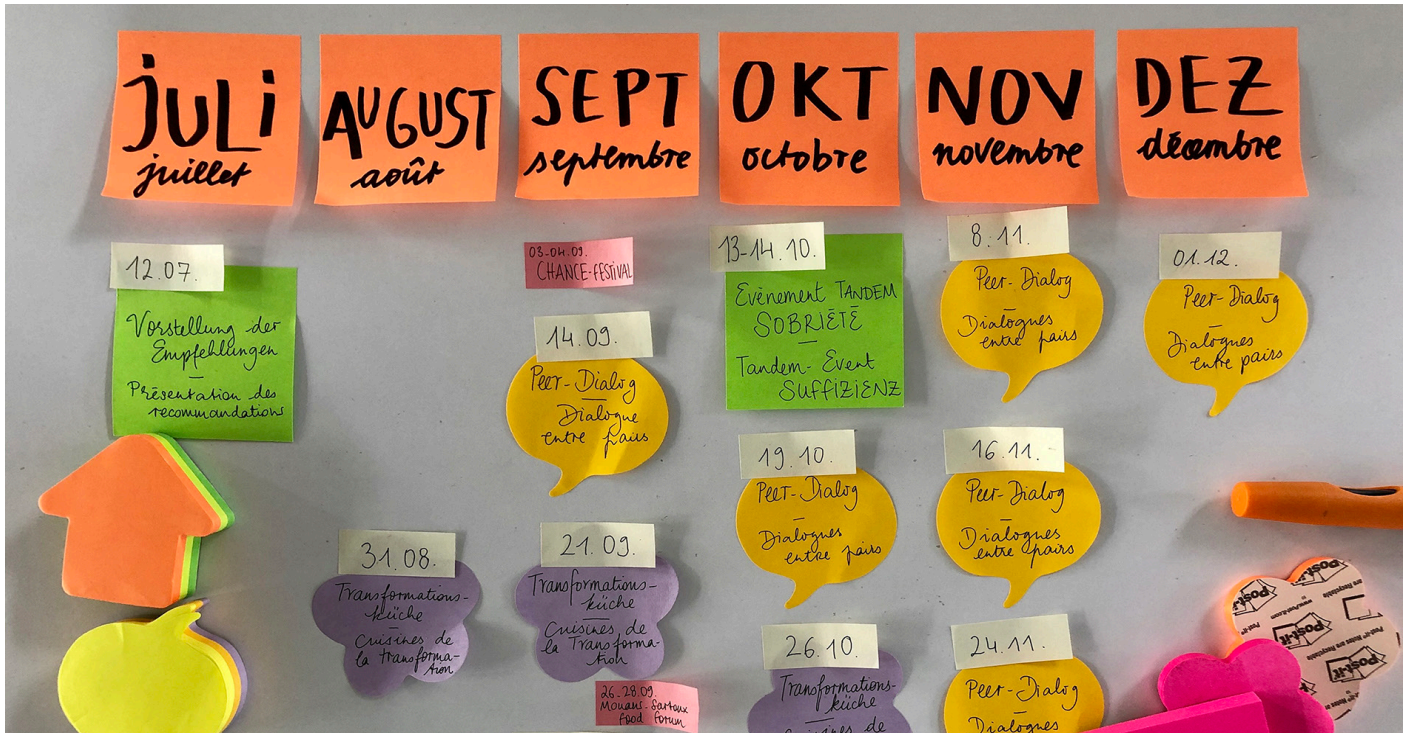 JULI
juillet
AUGUST
août
SEPT
septembre
OKT
octobre
NOV
novembre
DEZ
décembre
12.07.
Vorstellung der
Empfehlungen
–
Présentation des
recommandations
31.08.
Transformations-
küche
–
Cuisines de
la transforma-
tion
03-04.09.
CHANCE-FESTIVAL
14.09.
Peer-Dialog
–
Dialogue
entre pairs
21.09.
Transformations-
küche
–
Cuisines de
la Transforma-
tion
26-28.09.
Mouans-Sartoux
food forum
13-14.10.
Evènement TANDEM
SOBRIÉTÉ
–
Tandem-Event
SUFFIZIENZ
19.10.
Peer-Dialog
–
Dialogues
entre pairs
26.10.
Transformations-
küche
–
Cuisines de
8.11.
Peer-Dialog
–
Dialogues
entre pairs
16.11.
Peer-Dialog
–
Dialogues
entre pairs
24.11.
Peer-Dialog
–
Dialogues
01.12.
Peer-Dialog
–
Dialogues
entre pairs
Post-it
Post-it
Post-it